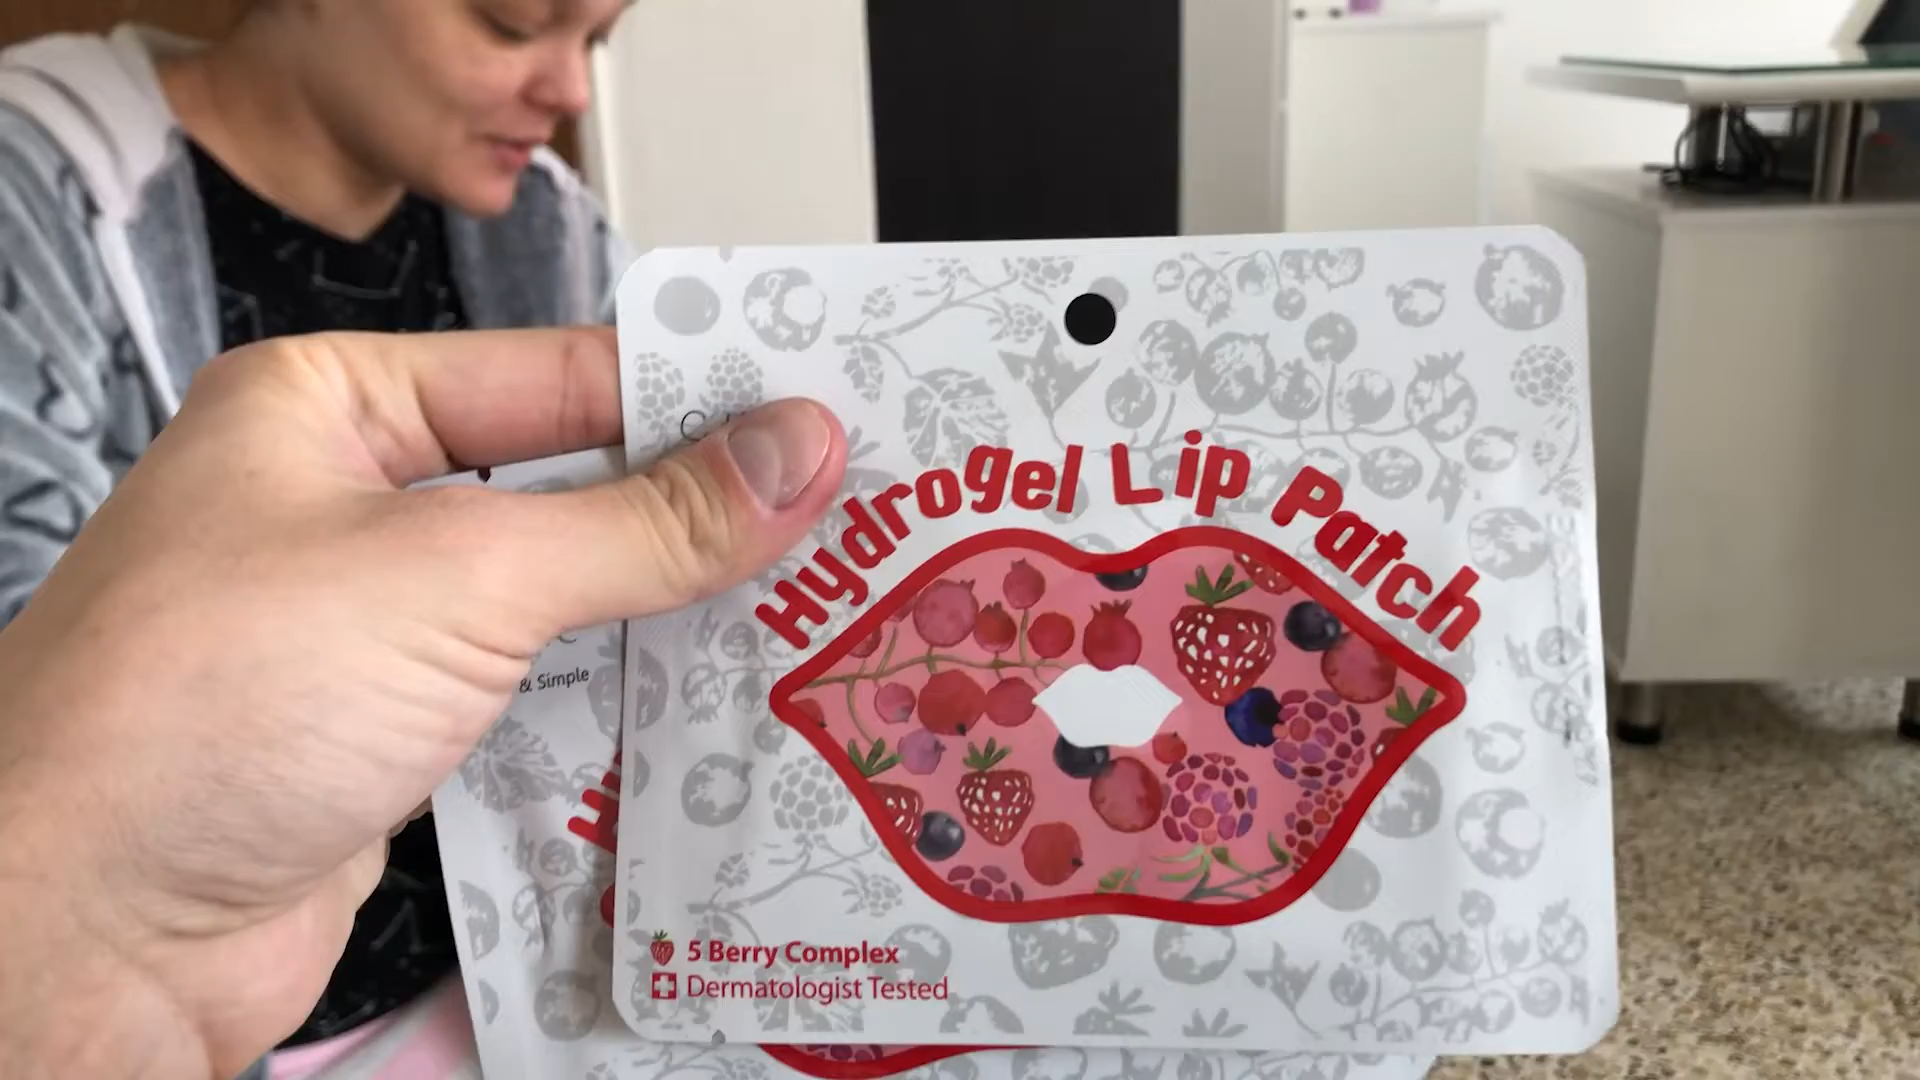 Hydrogel Lip Patch
& Simple
5 Berry Complex
Dermatologist Tested